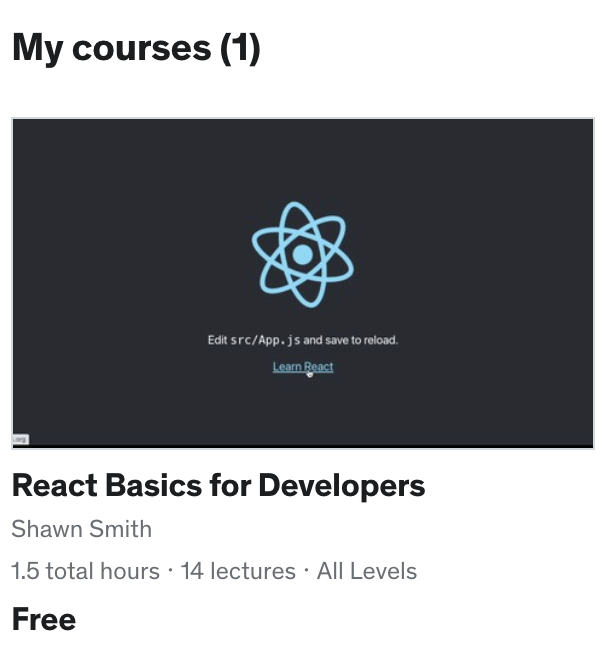 My courses (1)
Edit src/App.js and save to reload.
Learn React
.org
React Basics for Developers
Shawn Smith
1.5 total hours · 14 lectures · All Levels
Free